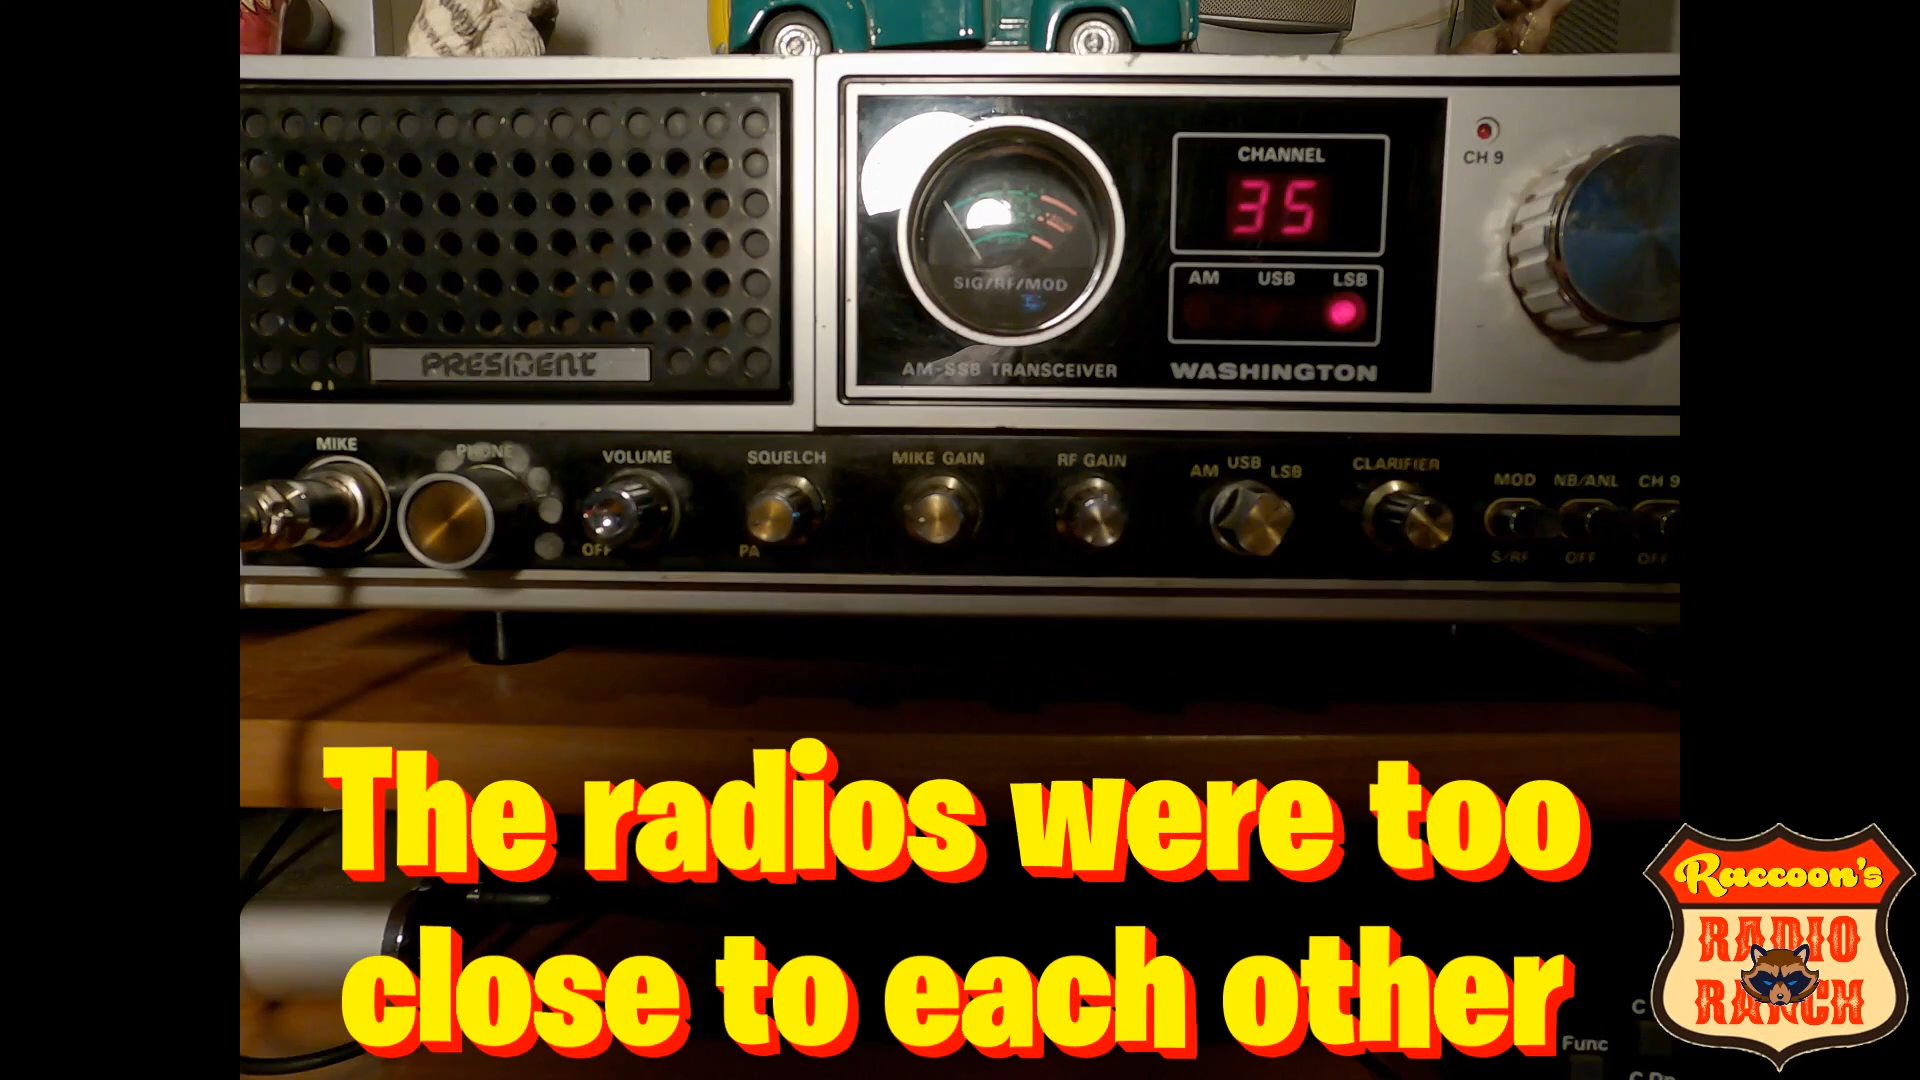 CHANNEL
35
CH 9
AM USB LSB
SIG/RF/MOD
PRESIDENT
AM-SSB TRANSCEIVER
WASHINGTON
MIKE
PHONE
VOLUME
SQUELCH
MIKE GAIN
RF GAIN
AM USB LSB
CLARIFIER
MOD NB/ANL CH 9
OFF
PA
S/RF OFF OFF
The radios were too
close to each other
Raccoon's
RADIO
RANCH
Func